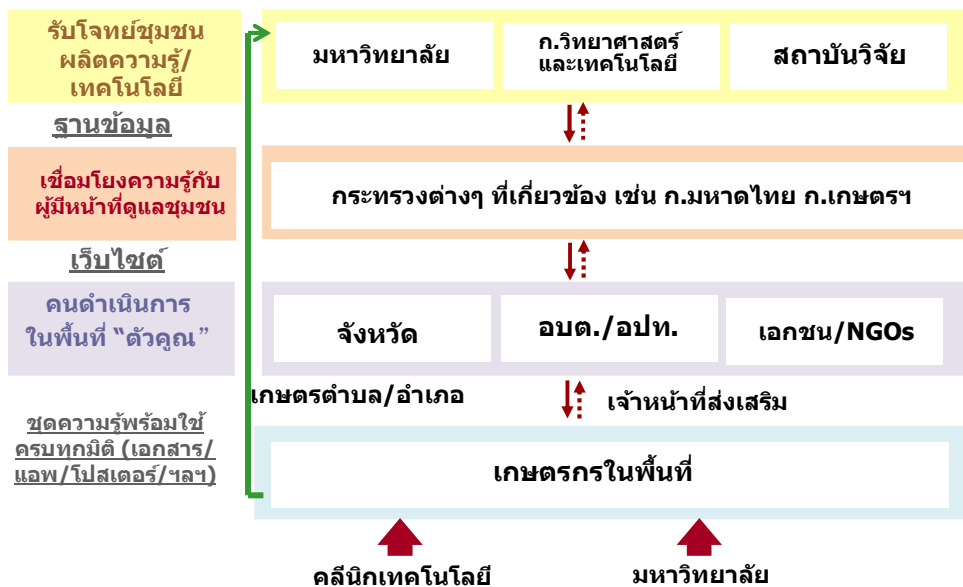 รับโจทย์ชุมชน
ผลิตความรู้/
เทคโนโลยี
มหาวิทยาลัย
ก.วิทยาศาสตร์
และเทคโนโลยี
สถาบันวิจัย
ฐานข้อมูล
เชื่อมโยงความรู้กับ
ผู้มีหน้าที่ดูแลชุมชน
กระทรวงต่างๆ ที่เกี่ยวข้อง เช่น ก.มหาดไทย ก.เกษตรฯ
เว็บไซต์
คนดำเนินการ
ในพื้นที่ “ตัวคูณ”
จังหวัด
อบต./อปท.
เอกชน/NGOs
เกษตรตำบล/อำเภอ
เจ้าหน้าที่ส่งเสริม
ชุดความรู้พร้อมใช้
ครบทุกมิติ (เอกสาร/
แอพ/โปสเตอร์/ฯลฯ)
เกษตรกรในพื้นที่
คลีนิกเทคโนโลยี
มหาวิทยาลัย